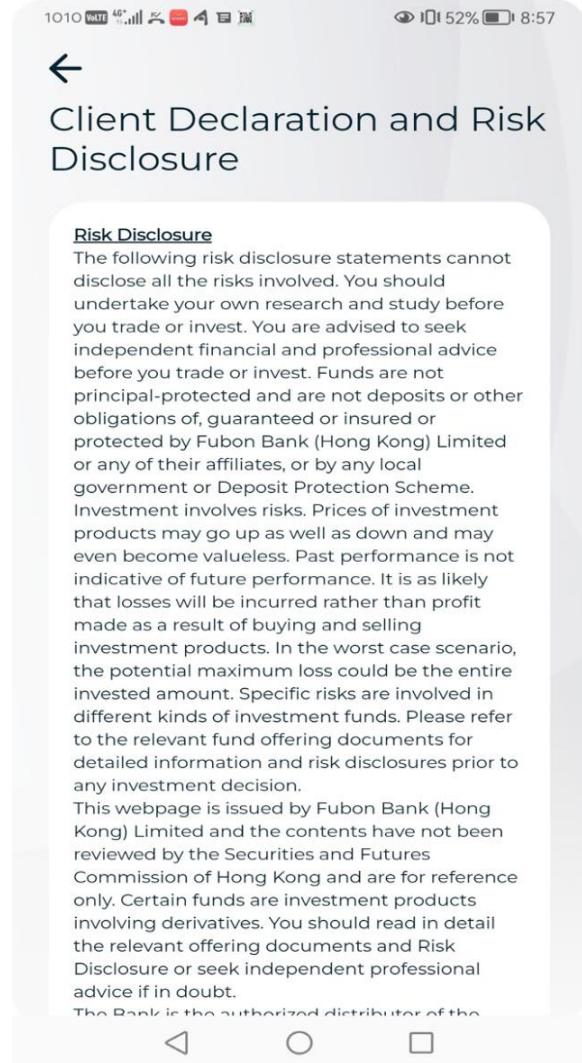 1010 VoLTE 4G+ 52% 8:57
Client Declaration and Risk
Disclosure
Risk Disclosure
The following risk disclosure statements cannot
disclose all the risks involved. You should
undertake your own research and study before
you trade or invest. You are advised to seek
independent financial and professional advice
before you trade or invest. Funds are not
principal-protected and are not deposits or other
obligations of, guaranteed or insured or
protected by Fubon Bank (Hong Kong) Limited
or any of their affiliates, or by any local
government or Deposit Protection Scheme.
Investment involves risks. Prices of investment
products may go up as well as down and may
even become valueless. Past performance is not
indicative of future performance. It is as likely
that losses will be incurred rather than profit
made as a result of buying and selling
investment products. In the worst case scenario,
the potential maximum loss could be the entire
invested amount. Specific risks are involved in
different kinds of investment funds. Please refer
to the relevant fund offering documents for
detailed information and risk disclosures prior to
any investment decision.
This webpage is issued by Fubon Bank (Hong
Kong) Limited and the contents have not been
reviewed by the Securities and Futures
Commission of Hong Kong and are for reference
only. Certain funds are investment products
involving derivatives. You should read in detail
the relevant offering documents and Risk
Disclosure or seek independent professional
advice if in doubt.
The Bank is the authorized distributor of the